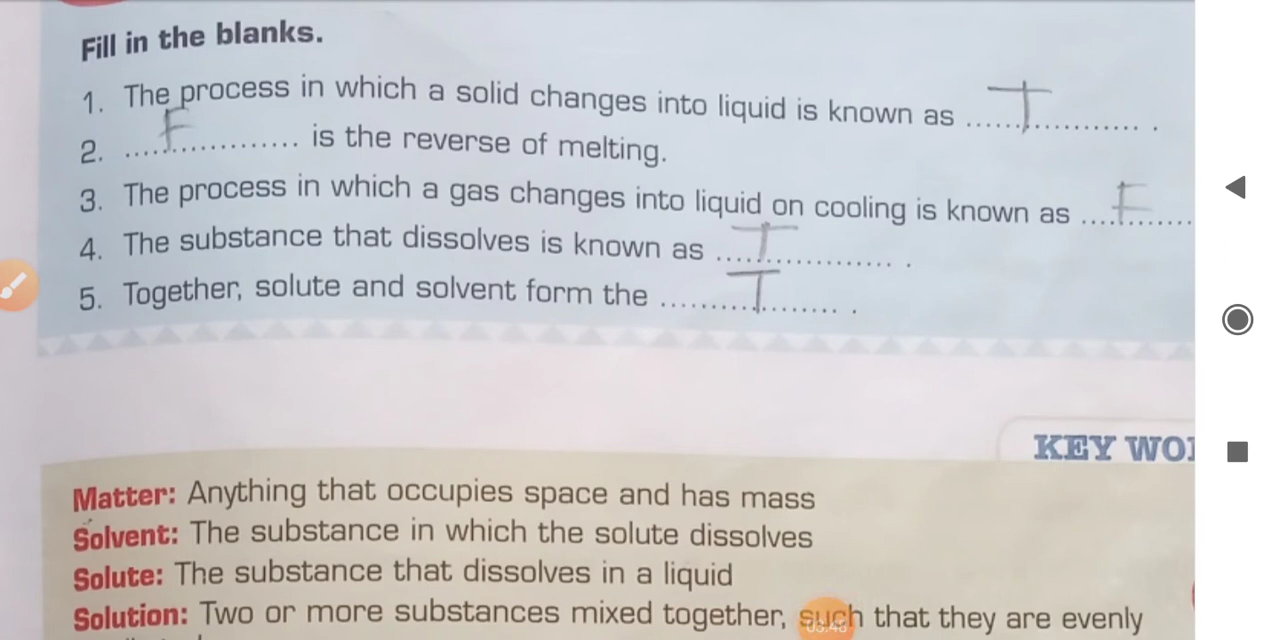 Fill in the blanks.
1. The process in which a solid changes into liquid is known as ......T............ .
2. .....F............. is the reverse of melting.
3. The process in which a gas changes into liquid on cooling is known as ....F.......
4. The substance that dissolves is known as .....T............. .
5. Together, solute and solvent form the ..........T........ .
KEY WO
Matter: Anything that occupies space and has mass
Solvent: The substance in which the solute dissolves
Solute: The substance that dissolves in a liquid
Solution: Two or more substances mixed together, such that they are evenly